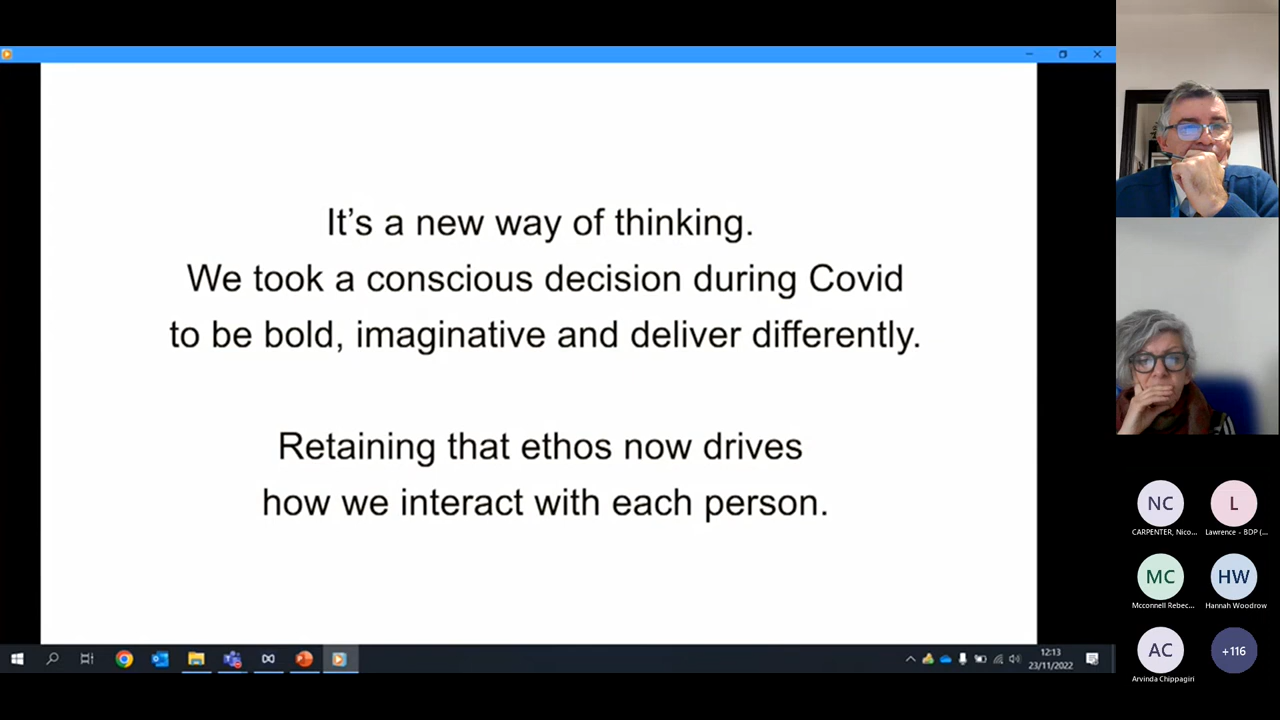 It's a new way of thinking.
We took a conscious decision during Covid
to be bold, imaginative and deliver differently.
Retaining that ethos now drives
how we interact with each person.
NC
L
CARPENTER, Nico...
Lawrence - BDP (...
MC
HW
Mcconnell Rebec...
Hannah Woodrow
AC
+116
Arvinda Chippagiri
12:13
23/11/2022